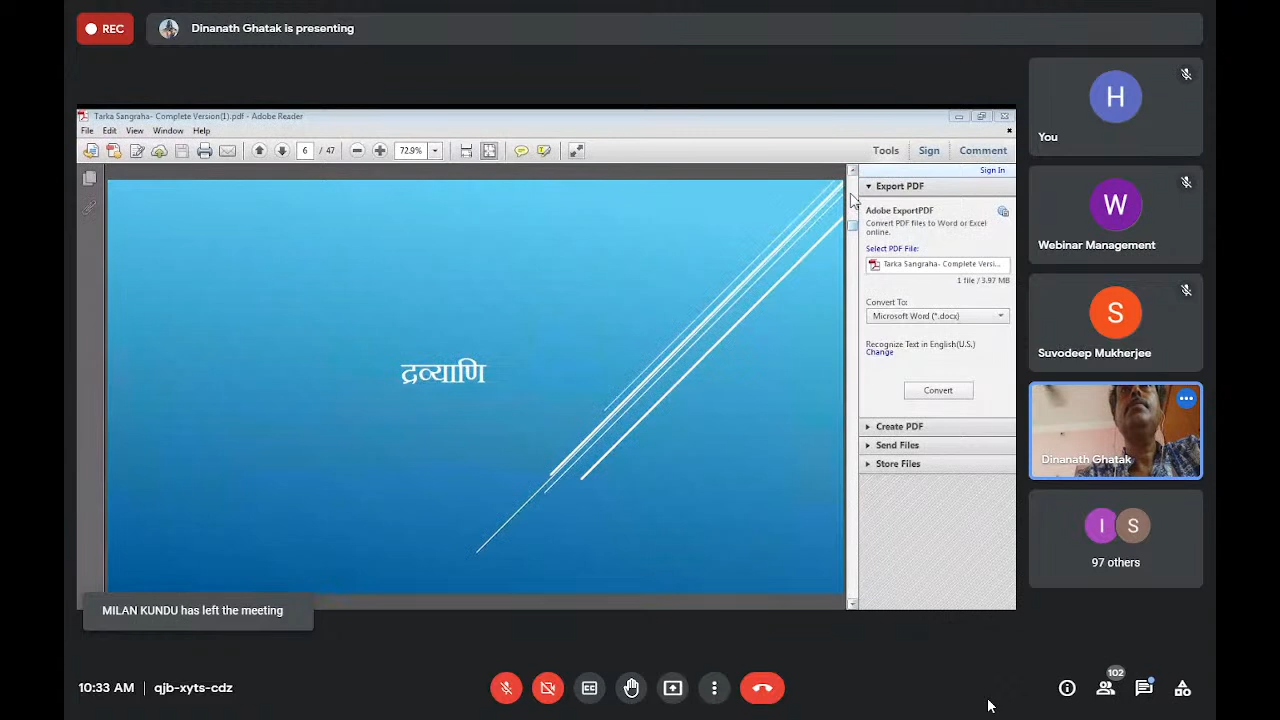 REC
Dinanath Ghatak is presenting
Tarka Sangraha- Complete Version(1).pdf - Adobe Reader
File Edit View Window Help
6 / 47 72.9% Tools Sign Comment
Sign In
Export PDF
Adobe ExportPDF
Convert PDF files to Word or Excel
online.
Select PDF File:
Tarka Sangraha- Complete Versi...
1 file / 3.97 MB
Convert To:
Microsoft Word (*.docx)
Recognize Text in English(U.S.)
Change
Convert
Create PDF
Send Files
Store Files
द्रव्याणि
H
You
W
Webinar Management
S
Suvodeep Mukherjee
Dinanath Ghatak
I S
97 others
MILAN KUNDU has left the meeting
10:33 AM | qjb-xyts-cdz
CC
102